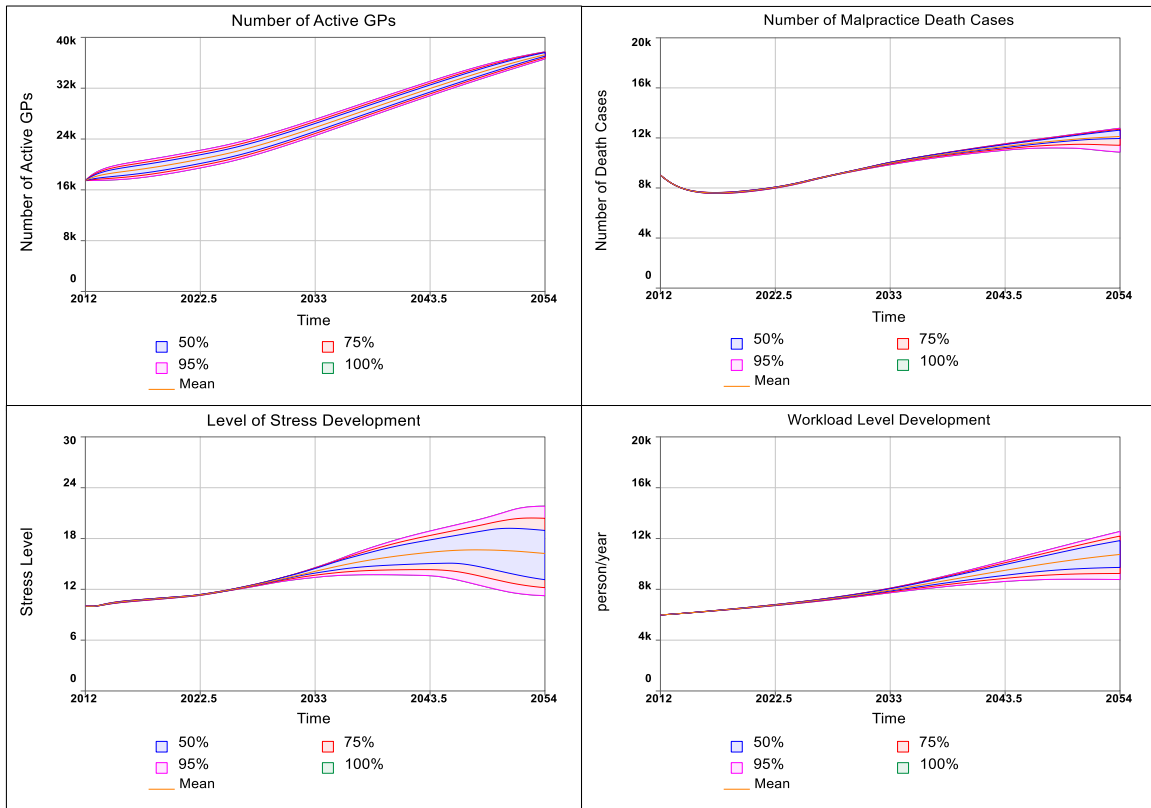 Number of Active GPs
Number of Active GPs
40k
32k
24k
16k
8k
0
2012 2022.5 2033 2043.5 2054
Time
50% 75%
95% 100%
Mean
Number of Malpractice Death Cases
Number of Death Cases
20k
16k
12k
8k
4k
0
2012 2022.5 2033 2043.5 2054
Time
50% 75%
95% 100%
Mean
Level of Stress Development
Stress Level
30
24
18
12
6
0
2012 2022.5 2033 2043.5 2054
Time
50% 75%
95% 100%
Mean
Workload Level Development
person/year
20k
16k
12k
8k
4k
0
2012 2022.5 2033 2043.5 2054
Time
50% 75%
95% 100%
Mean